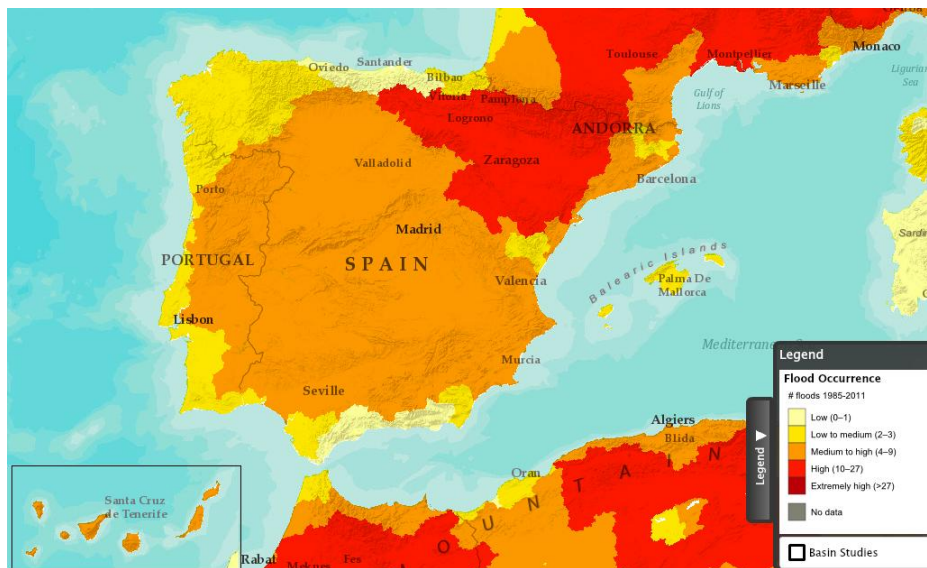 Toulouse
Montpellier
Monaco
Marseille
Ligurian
Sea
Gulf of
Lions
Oviedo
Santander
Bilbao
Vitoria
Pamplona
Logrono
ANDORRA
Zaragoza
Valladolid
Barcelona
Porto
Madrid
PORTUGAL
SPAIN
Valencia
Balearic Islands
Palma De
Mallorca
Lisbon
Murcia
Seville
Algiers
Blida
Oran
Santa Cruz
de Tenerife
Rabat
Fes
Legend
Flood Occurrence
# floods 1985-2011
Low (0–1)
Low to medium (2–3)
Medium to high (4–9)
High (10–27)
Extremely high (>27)
No data
Basin Studies
Legend ▶